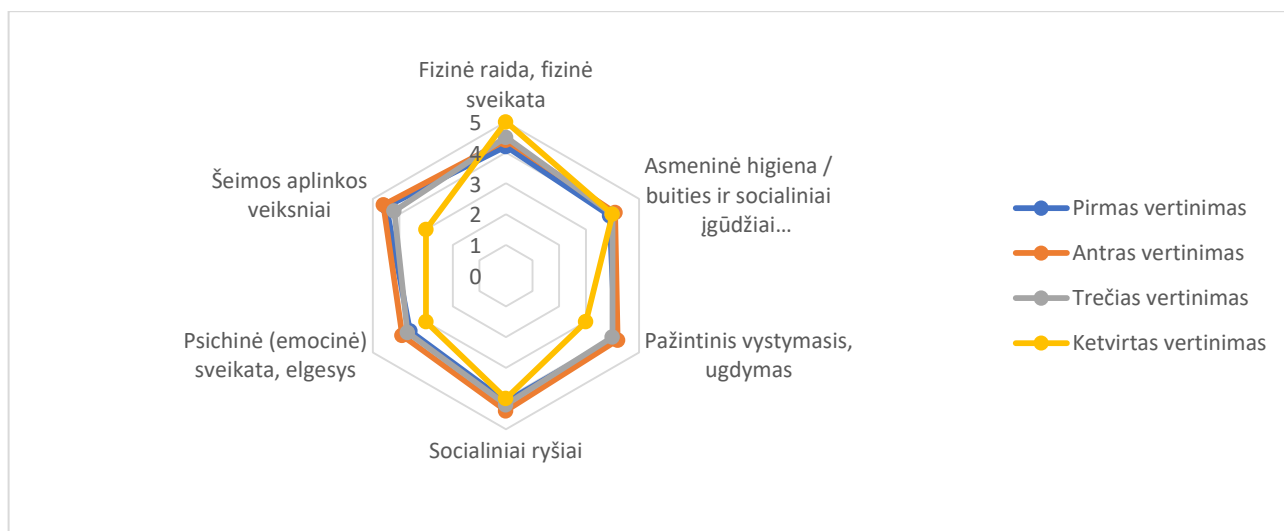 Fizinė raida, fizinė
sveikata
Asmeninė higiena /
buities ir socialiniai
įgūdžiai…
Pažintinis vystymasis,
ugdymas
Socialiniai ryšiai
Psichinė (emocinė)
sveikata, elgesys
Šeimos aplinkos
veiksniai
5
4
3
2
1
0
Pirmas vertinimas
Antras vertinimas
Trečias vertinimas
Ketvirtas vertinimas